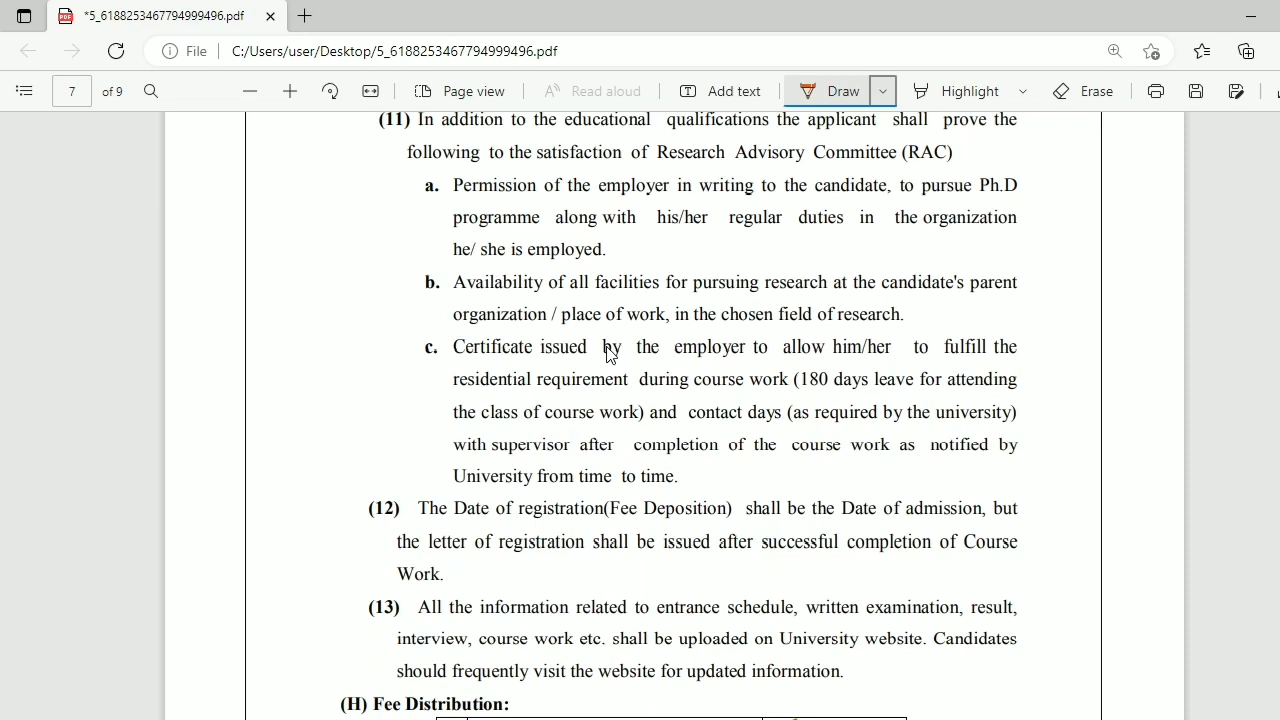 *5_6188253467794999496.pdf
File
C:/Users/user/Desktop/5_6188253467794999496.pdf
7 of 9
Page view
Read aloud
Add text
Draw
Highlight
Erase
(11) In addition to the educational qualifications the applicant shall prove the
following to the satisfaction of Research Advisory Committee (RAC)
a. Permission of the employer in writing to the candidate, to pursue Ph.D
programme along with his/her regular duties in the organization
he/ she is employed.
b. Availability of all facilities for pursuing research at the candidate's parent
organization / place of work, in the chosen field of research.
c. Certificate issued by the employer to allow him/her to fulfill the
residential requirement during course work (180 days leave for attending
the class of course work) and contact days (as required by the university)
with supervisor after completion of the course work as notified by
University from time to time.
(12) The Date of registration(Fee Deposition) shall be the Date of admission, but
the letter of registration shall be issued after successful completion of Course
Work.
(13) All the information related to entrance schedule, written examination, result,
interview, course work etc. shall be uploaded on University website. Candidates
should frequently visit the website for updated information.
(H) Fee Distribution: